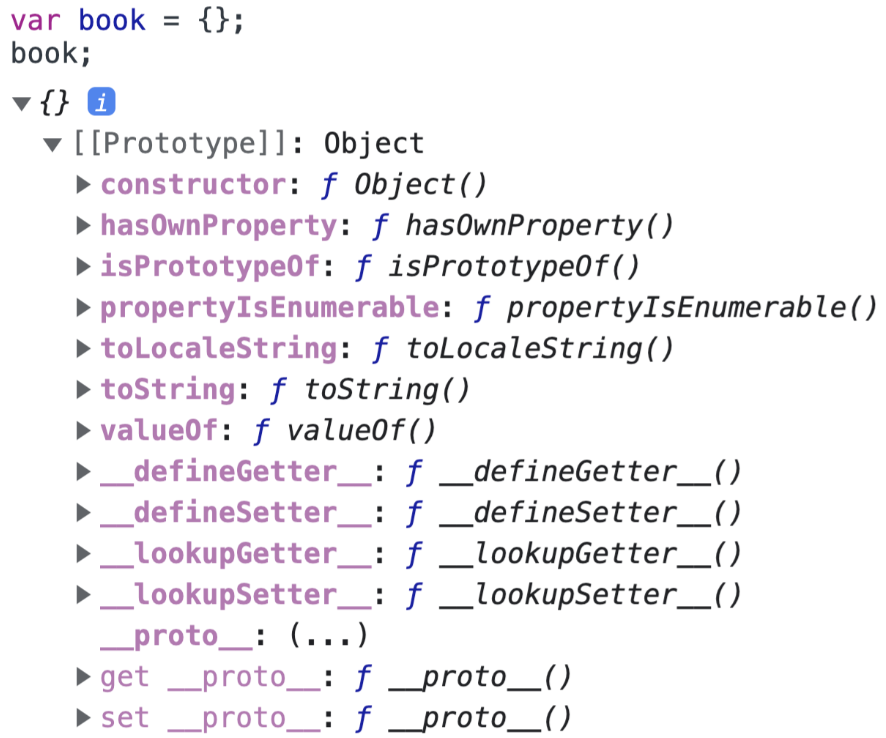 var book = {};
book;
▼ {} i
▼ [[Prototype]]: Object
▶ constructor: ƒ Object()
▶ hasOwnProperty: ƒ hasOwnProperty()
▶ isPrototypeOf: ƒ isPrototypeOf()
▶ propertyIsEnumerable: ƒ propertyIsEnumerable()
▶ toLocaleString: ƒ toLocaleString()
▶ toString: ƒ toString()
▶ valueOf: ƒ valueOf()
▶ __defineGetter__: ƒ __defineGetter__()
▶ __defineSetter__: ƒ __defineSetter__()
▶ __lookupGetter__: ƒ __lookupGetter__()
▶ __lookupSetter__: ƒ __lookupSetter__()
__proto__: (...)
▶ get __proto__: ƒ __proto__()
▶ set __proto__: ƒ __proto__()